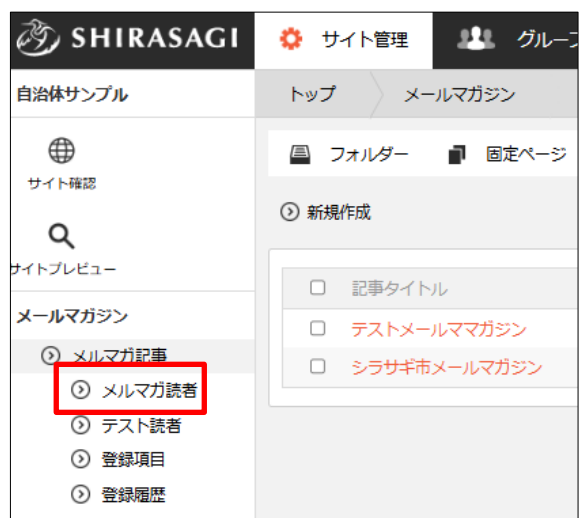 SHIRASAGI サイト管理 グループ
自治体サンプル トップ メールマガジン
フォルダー 固定ページ
サイト確認
新規作成
サイトプレビュー
記事タイトル
メールマガジン
テストメールママガジン
メルマガ記事
シラサギ市メールマガジン
メルマガ読者
テスト読者
登録項目
登録履歴